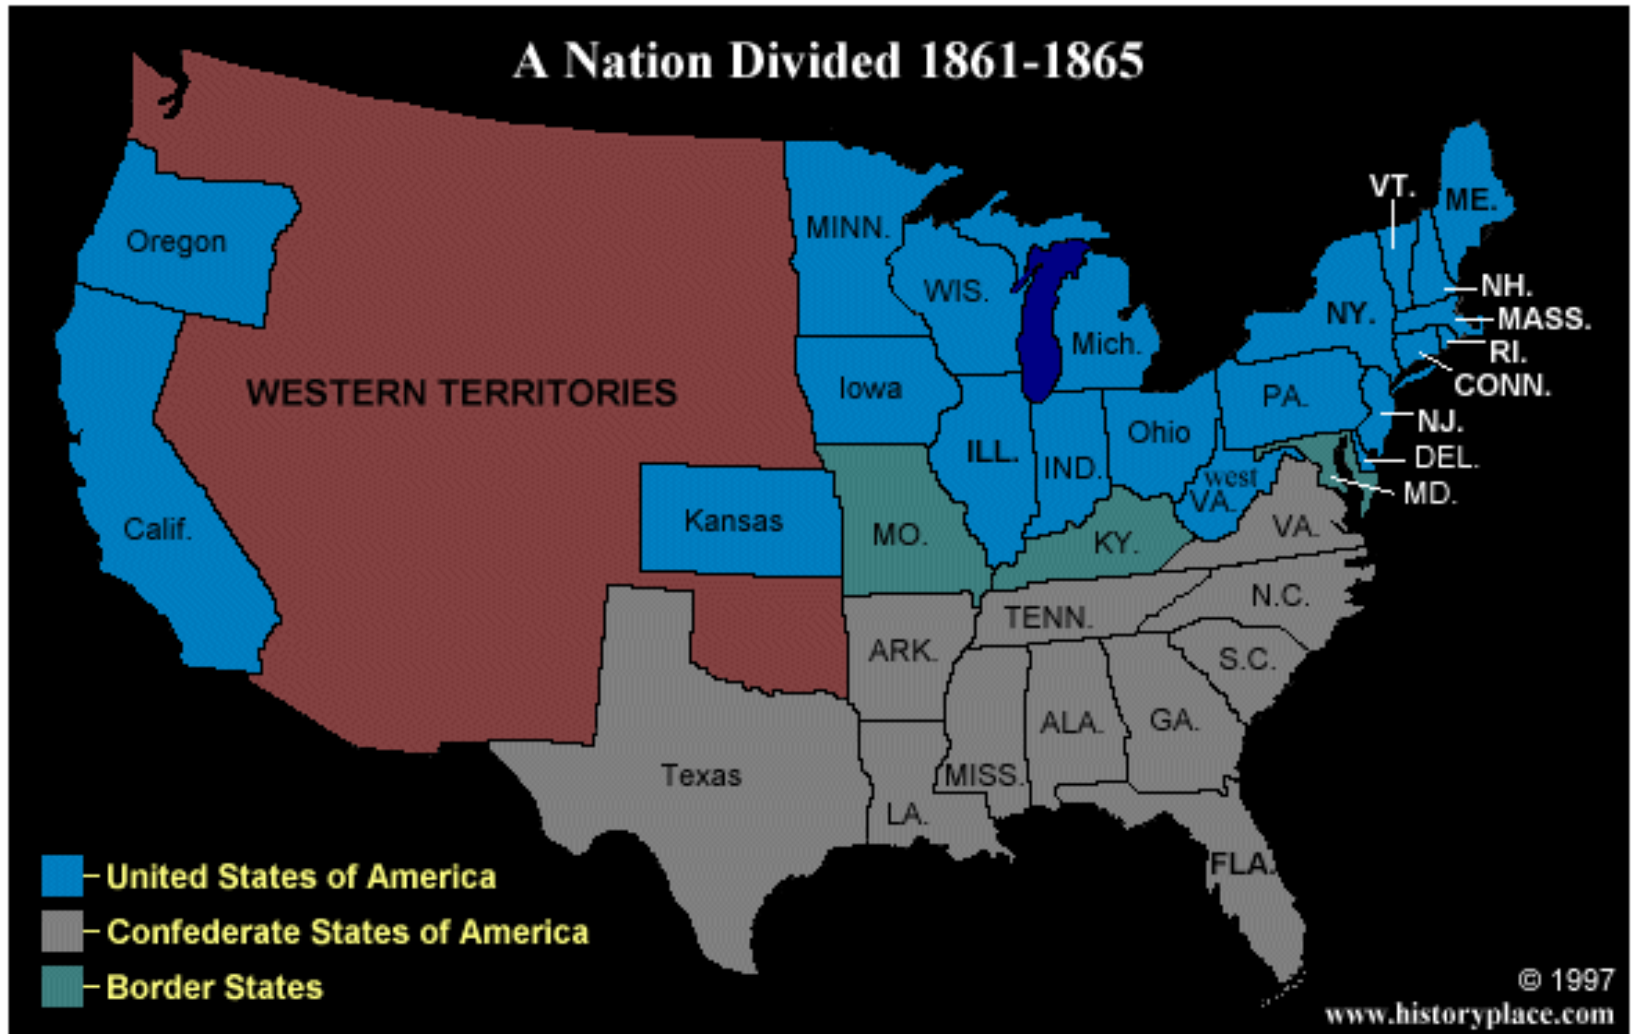 A Nation Divided 1861-1865
VT.
ME.
MINN.
Oregon
WIS.
NH.
NY.
MASS.
Mich.
RI.
CONN.
WESTERN TERRITORIES
Iowa
PA.
NJ.
Ohio
ILL.
IND.
DEL.
west
VA.
MD.
Kansas
Calif.
MO.
KY.
VA.
N.C.
TENN.
ARK.
S.C.
ALA.
GA.
Texas
MISS.
LA.
FLA.
United States of America
Confederate States of America
Border States
© 1997
www.historyplace.com